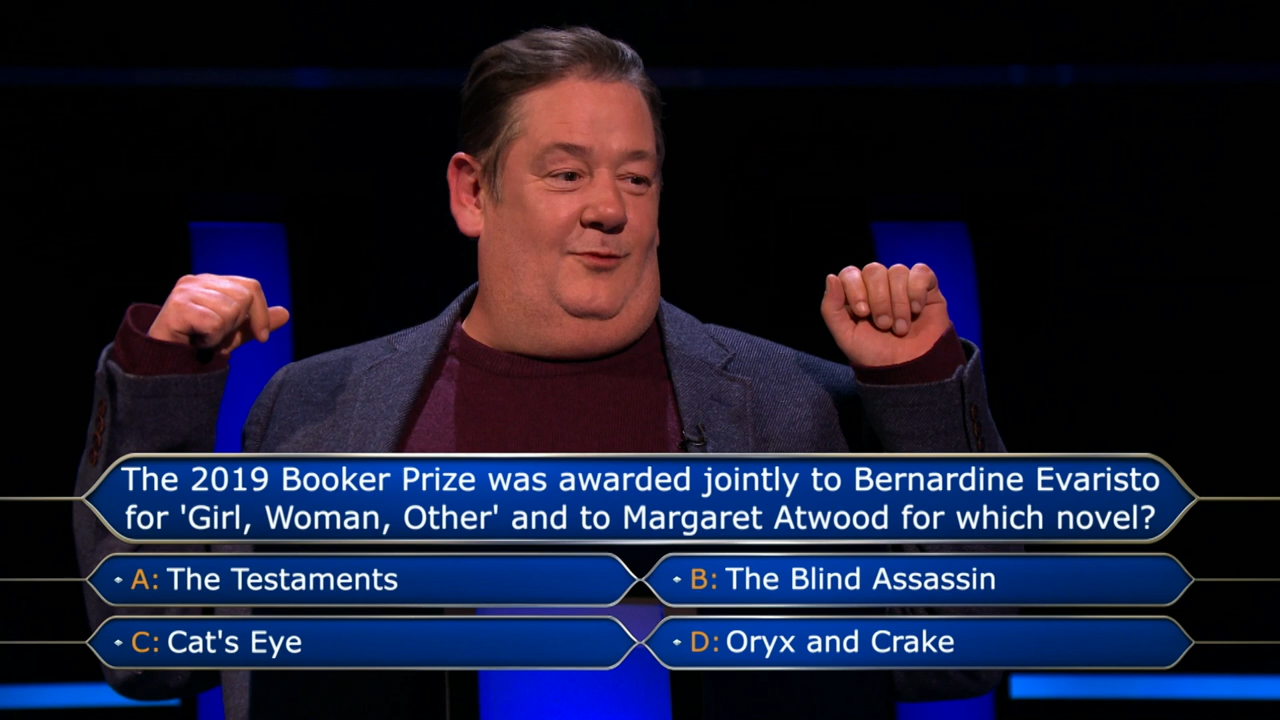 The 2019 Booker Prize was awarded jointly to Bernardine Evaristo
for 'Girl, Woman, Other' and to Margaret Atwood for which novel?
A: The Testaments
B: The Blind Assassin
C: Cat's Eye
D: Oryx and Crake